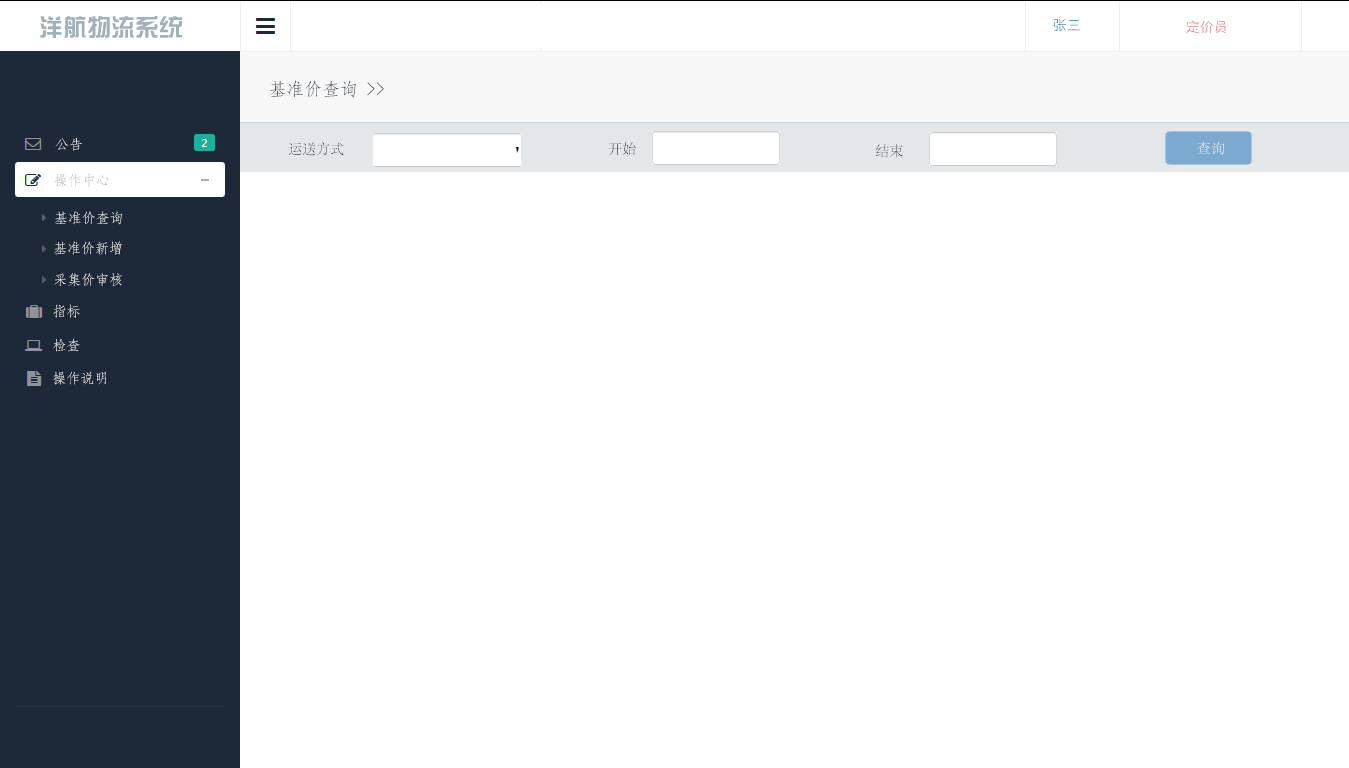 洋航物流系统
张三
定价员
基准价查询 >>
公告
2
操作中心
基准价查询
基准价新增
采集价审核
指标
检查
操作说明
运送方式
开始
结束
查询